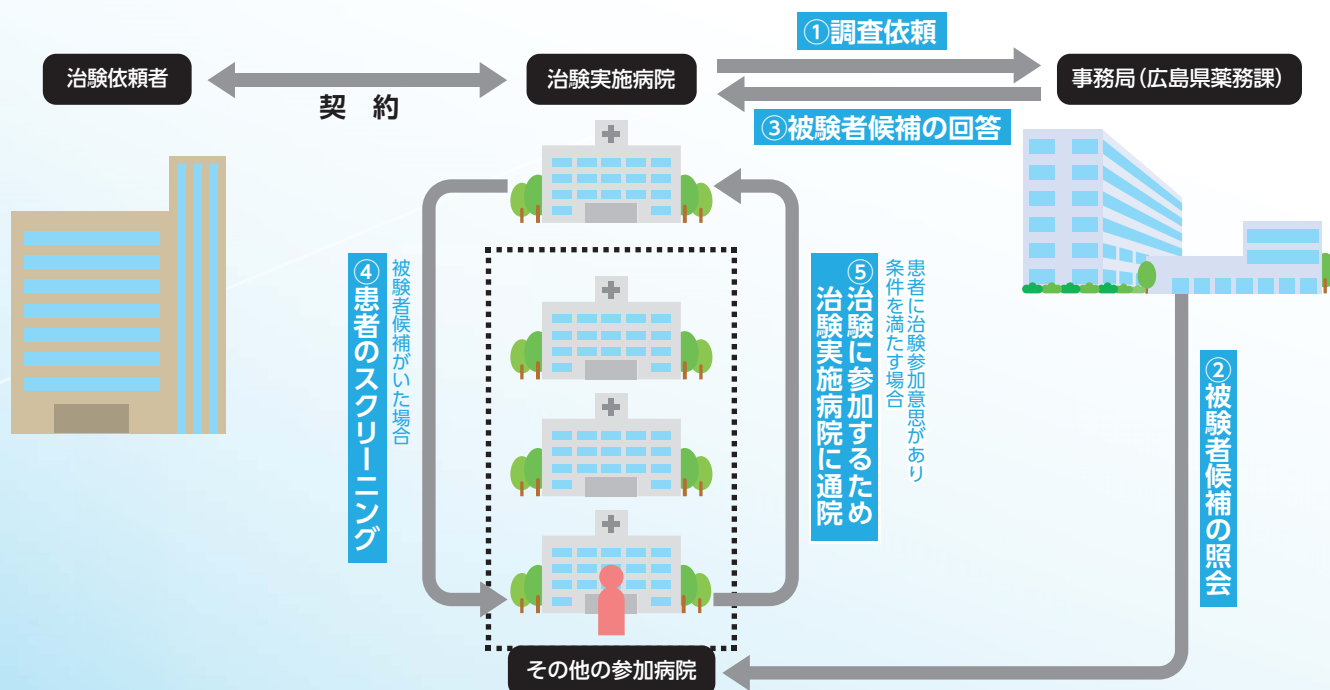 ①調査依頼
治験依頼者
治験実施病院
事務局(広島県薬務課)
契 約
③被験者候補の回答
④患者のスクリーニング
被験者候補がいた場合
⑤治験に参加するため
治験実施病院に通院
患者に治験参加意思があり
条件を満たす場合
②被験者候補の照会
その他の参加病院